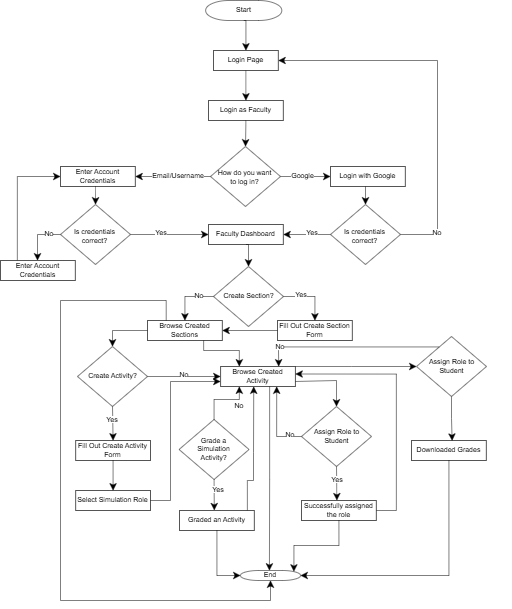 Start
Login Page
Login as Faculty
How do you want
to log in?
Email/Username
Google
Enter Account
Credentials
Login with Google
Is credentials
correct?
No
Yes
Faculty Dashboard
Yes
Is credentials
correct?
No
Enter Account
Credentials
Create Section?
No
Yes
Browse Created
Sections
Fill Out Create Section
Form
No
Create Activity?
No
Browse Created
Activity
Assign Role to
Student
Yes
No
Fill Out Create Activity
Form
Grade a
Simulation
Activity?
No
Assign Role to
Student
Downloaded Grades
Yes
Yes
Select Simulation Role
Graded an Activity
Successfully assigned
the role
End